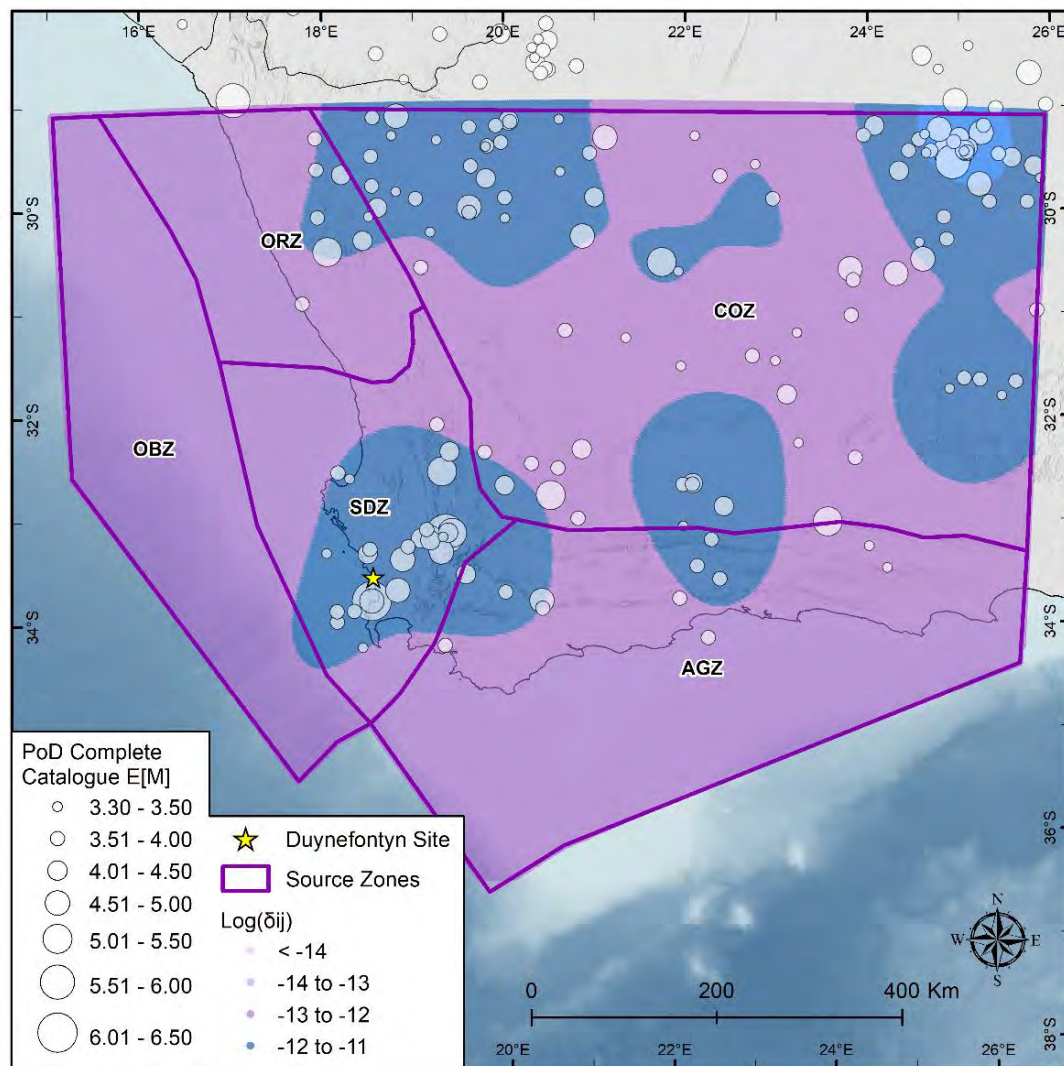 16°E 18°E 20°E 22°E 24°E 26°E
30°S 30°S
ORZ
COZ
32°S 32°S
OBZ
SDZ
34°S 34°S
AGZ
36°S
38°S
PoD Complete
Catalogue E[M]
3.30 - 3.50
3.51 - 4.00
4.01 - 4.50
4.51 - 5.00
5.01 - 5.50
5.51 - 6.00
6.01 - 6.50
Duynefontyn Site
Source Zones
Log(δij)
< -14
-14 to -13
-13 to -12
-12 to -11
N
W E
S
0 200 400 Km
20°E 22°E 24°E 26°E